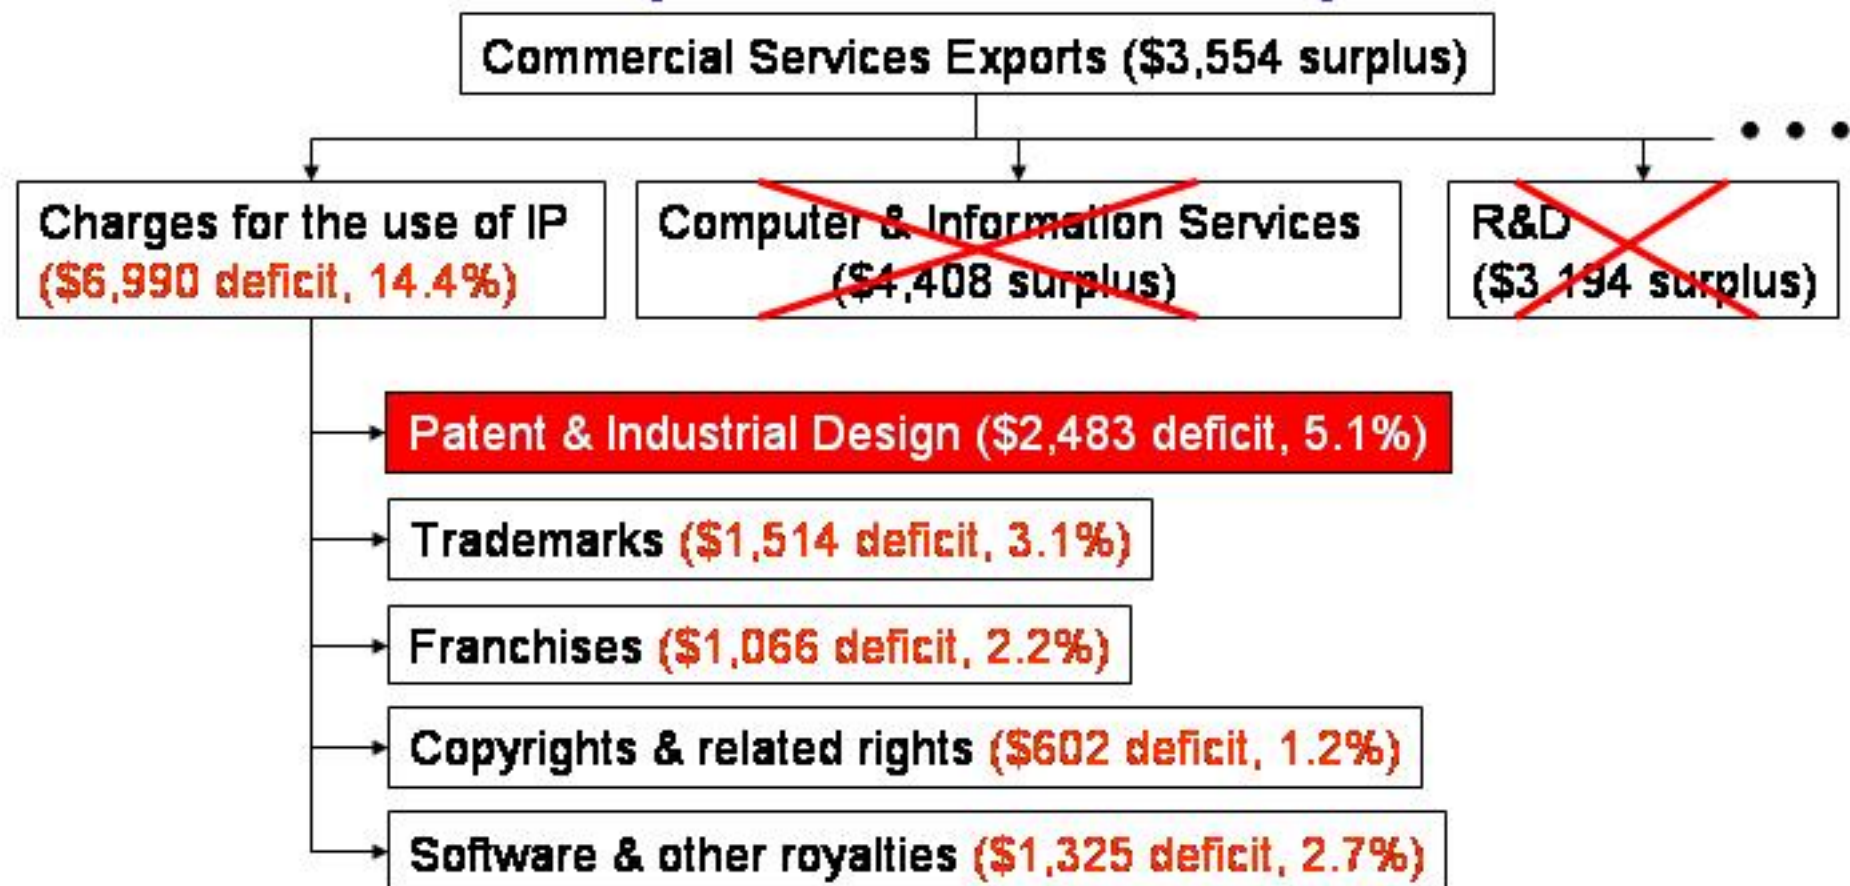 Commercial Services Exports ($3,554 surplus)
Charges for the use of IP
($6,990 deficit, 14.4%)
Computer & Information Services
($4,408 surplus)
R&D
($3,194 surplus)
Patent & Industrial Design ($2,483 deficit, 5.1%)
Trademarks ($1,514 deficit, 3.1%)
Franchises ($1,066 deficit, 2.2%)
Copyrights & related rights ($602 deficit, 1.2%)
Software & other royalties ($1,325 deficit, 2.7%)